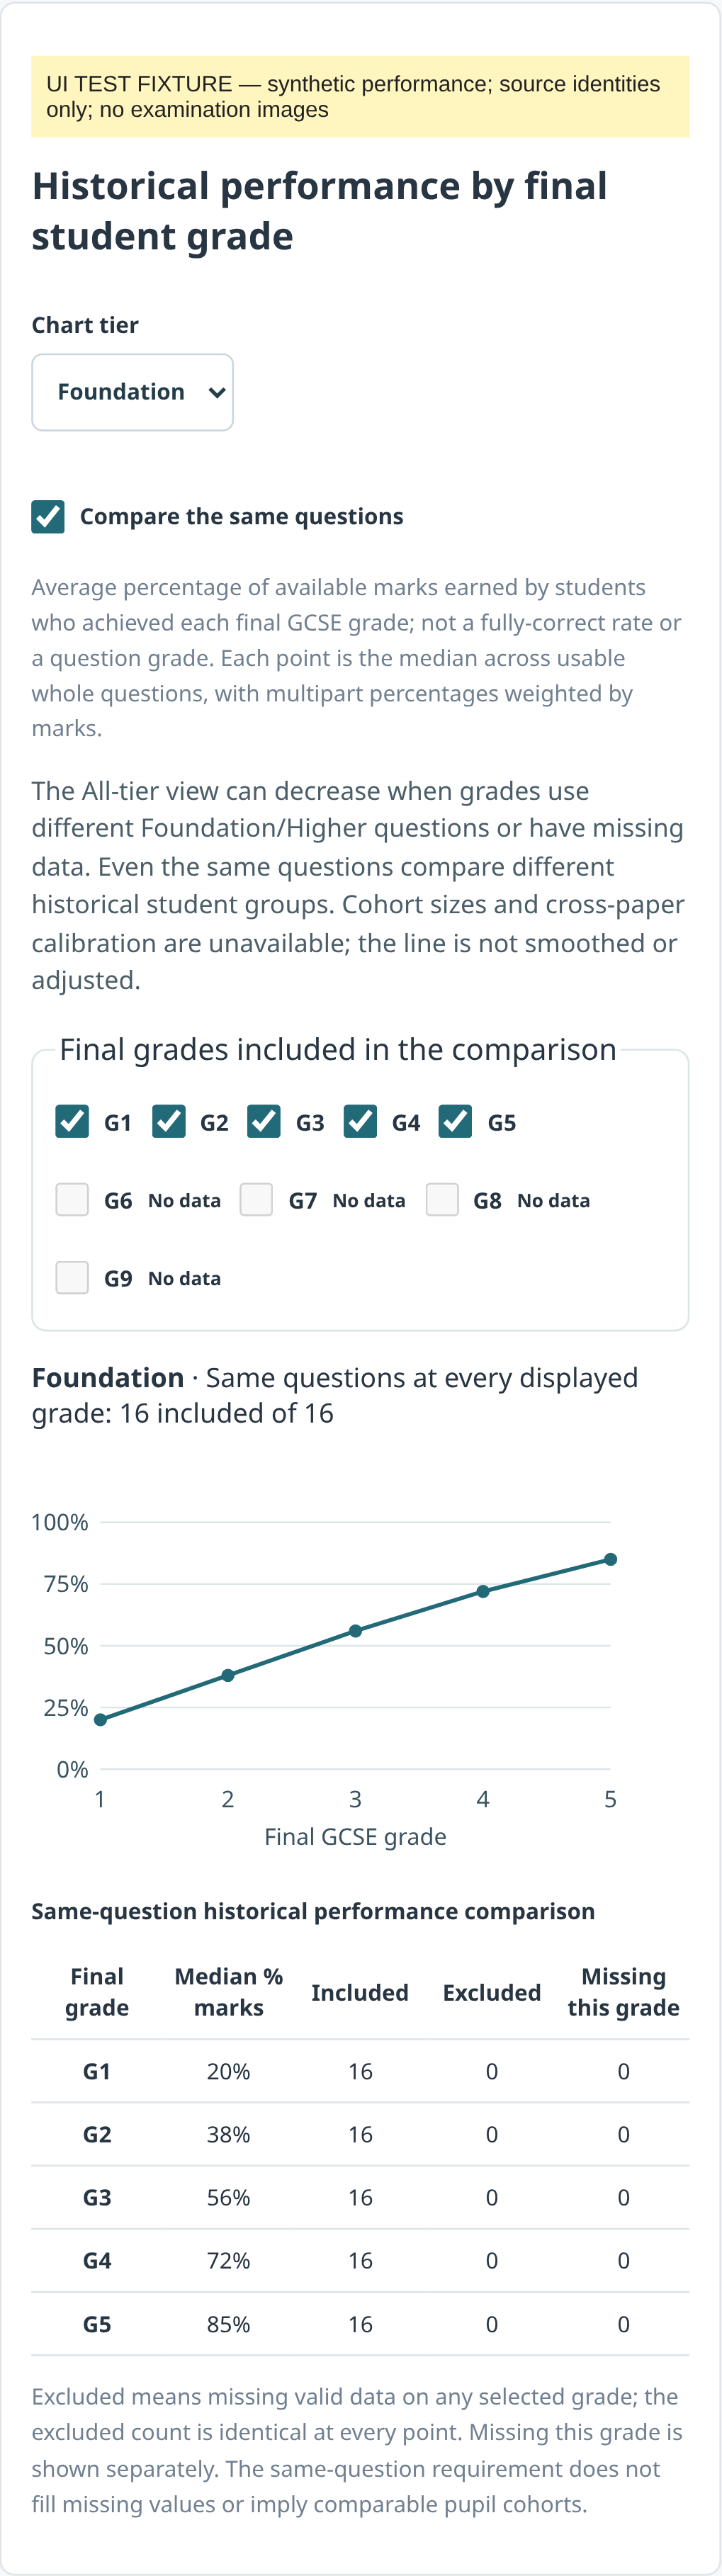 UI TEST FIXTURE — synthetic performance; source identities
only; no examination images
Historical performance by final
student grade
Chart tier
Foundation
Compare the same questions
Average percentage of available marks earned by students
who achieved each final GCSE grade; not a fully-correct rate or
a question grade. Each point is the median across usable
whole questions, with multipart percentages weighted by
marks.
The All-tier view can decrease when grades use
different Foundation/Higher questions or have missing
data. Even the same questions compare different
historical student groups. Cohort sizes and cross-paper
calibration are unavailable; the line is not smoothed or
adjusted.
Final grades included in the comparison
G1 G2 G3 G4 G5
G6 No data G7 No data G8 No data
G9 No data
Foundation · Same questions at every displayed
grade: 16 included of 16
100%
75%
50%
25%
0%
1 2 3 4 5
Final GCSE grade
Same-question historical performance comparison
Final grade Median % marks Included Excluded Missing this grade
G1 20% 16 0 0
G2 38% 16 0 0
G3 56% 16 0 0
G4 72% 16 0 0
G5 85% 16 0 0
Excluded means missing valid data on any selected grade; the
excluded count is identical at every point. Missing this grade is
shown separately. The same-question requirement does not
fill missing values or imply comparable pupil cohorts.